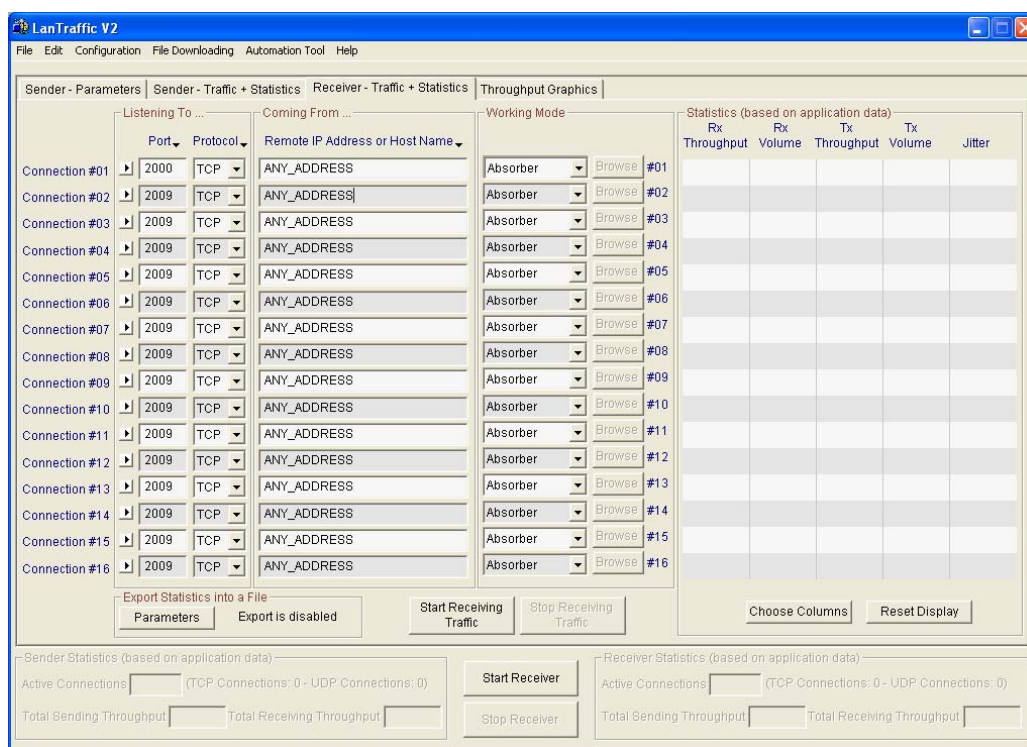 LanTraffic V2
File Edit Configuration File Downloading Automation Tool Help
Sender - Parameters Sender - Traffic + Statistics Receiver - Traffic + Statistics Throughput Graphics
Listening To ... Coming From ... Working Mode Statistics (based on application data)
Rx Rx Tx Tx
Port Protocol Remote IP Address or Host Name Throughput Volume Throughput Volume Jitter
Connection #01 2000 TCP ANY_ADDRESS Absorber Browse #01
Connection #02 2009 TCP ANY_ADDRESS Absorber Browse #02
Connection #03 2009 TCP ANY_ADDRESS Absorber Browse #03
Connection #04 2009 TCP ANY_ADDRESS Absorber Browse #04
Connection #05 2009 TCP ANY_ADDRESS Absorber Browse #05
Connection #06 2009 TCP ANY_ADDRESS Absorber Browse #06
Connection #07 2009 TCP ANY_ADDRESS Absorber Browse #07
Connection #08 2009 TCP ANY_ADDRESS Absorber Browse #08
Connection #09 2009 TCP ANY_ADDRESS Absorber Browse #09
Connection #10 2009 TCP ANY_ADDRESS Absorber Browse #10
Connection #11 2009 TCP ANY_ADDRESS Absorber Browse #11
Connection #12 2009 TCP ANY_ADDRESS Absorber Browse #12
Connection #13 2009 TCP ANY_ADDRESS Absorber Browse #13
Connection #14 2009 TCP ANY_ADDRESS Absorber Browse #14
Connection #15 2009 TCP ANY_ADDRESS Absorber Browse #15
Connection #16 2009 TCP ANY_ADDRESS Absorber Browse #16
Export Statistics into a File
Parameters Export is disabled
Start Receiving
Traffic
Stop Receiving
Traffic
Choose Columns Reset Display
Sender Statistics (based on application data)
Active Connections (TCP Connections: 0 - UDP Connections: 0)
Total Sending Throughput Total Receiving Throughput
Start Receiver
Stop Receiver
Receiver Statistics (based on application data)
Active Connections (TCP Connections: 0 - UDP Connections: 0)
Total Sending Throughput Total Receiving Throughput